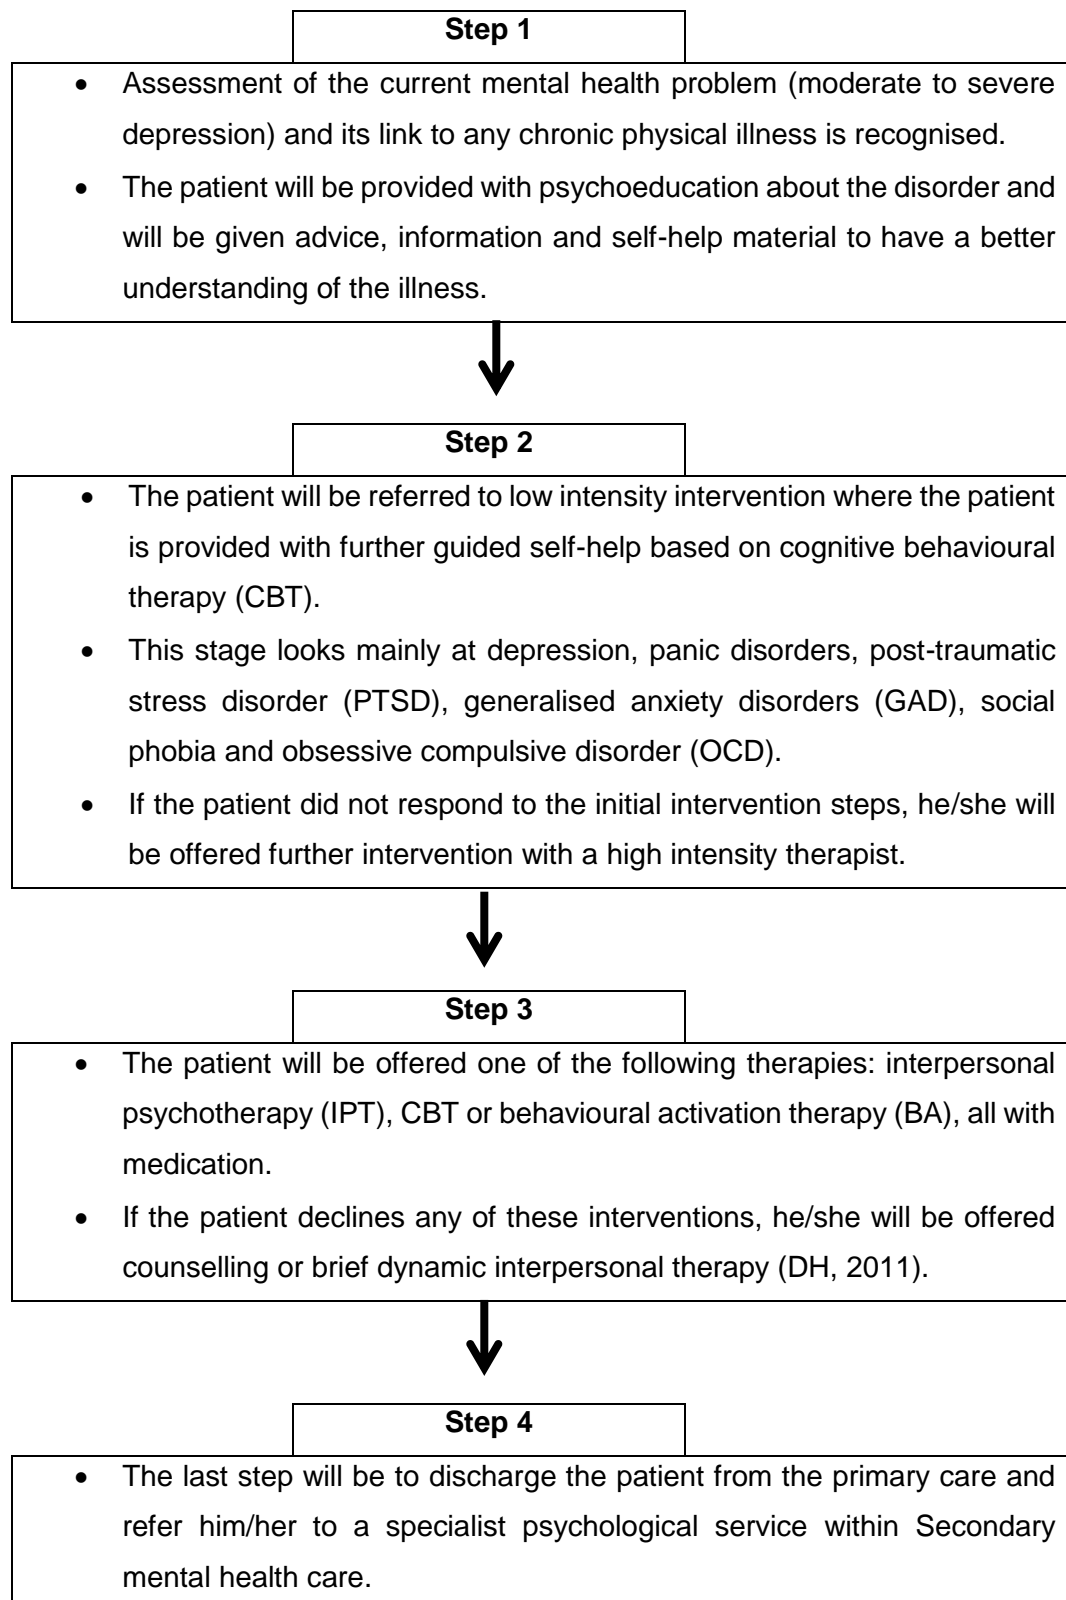 Step 1
• Assessment of the current mental health problem (moderate to severe
depression) and its link to any chronic physical illness is recognised.
• The patient will be provided with psychoeducation about the disorder and
will be given advice, information and self-help material to have a better
understanding of the illness.
Step 2
• The patient will be referred to low intensity intervention where the patient
is provided with further guided self-help based on cognitive behavioural
therapy (CBT).
• This stage looks mainly at depression, panic disorders, post-traumatic
stress disorder (PTSD), generalised anxiety disorders (GAD), social
phobia and obsessive compulsive disorder (OCD).
• If the patient did not respond to the initial intervention steps, he/she will
be offered further intervention with a high intensity therapist.
Step 3
• The patient will be offered one of the following therapies: interpersonal
psychotherapy (IPT), CBT or behavioural activation therapy (BA), all with
medication.
• If the patient declines any of these interventions, he/she will be offered
counselling or brief dynamic interpersonal therapy (DH, 2011).
Step 4
• The last step will be to discharge the patient from the primary care and
refer him/her to a specialist psychological service within Secondary
mental health care.